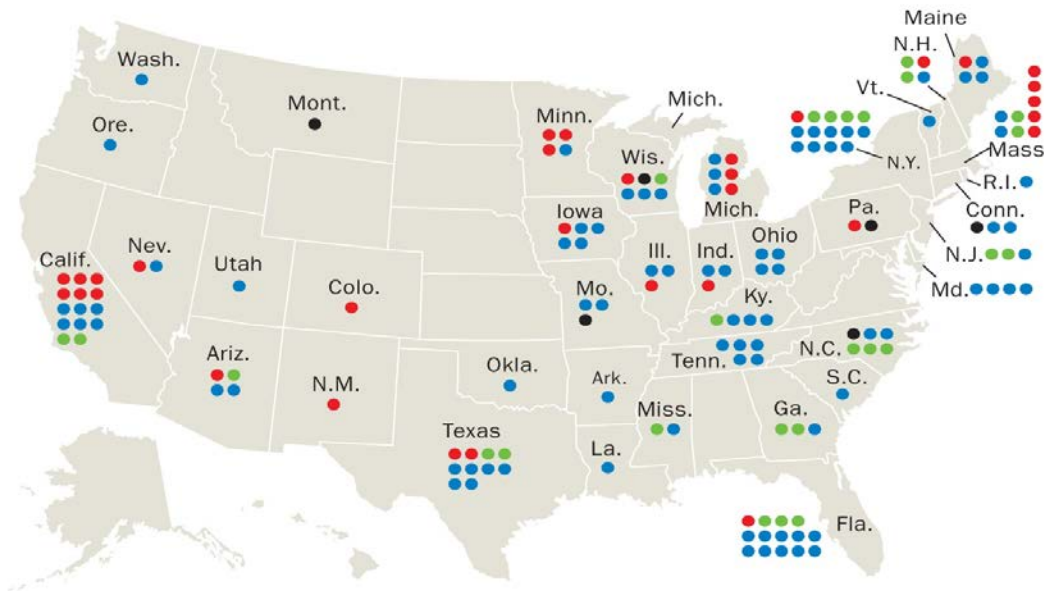 Maine
N.H.
Wash.
Vt.
Mich.
Mont.
Minn.
Ore.
Mass
Wis.
N.Y.
R.I.
Mich.
Iowa
Pa.
Conn.
Nev.
Ohio
Calif.
Utah
Ill.
Ind.
N.J.
Colo.
Mo.
Md.
Ky.
Ariz.
Tenn.
N.C.
Okla.
N.M.
Ark.
S.C.
Miss.
Ga.
Texas
La.
Fla.